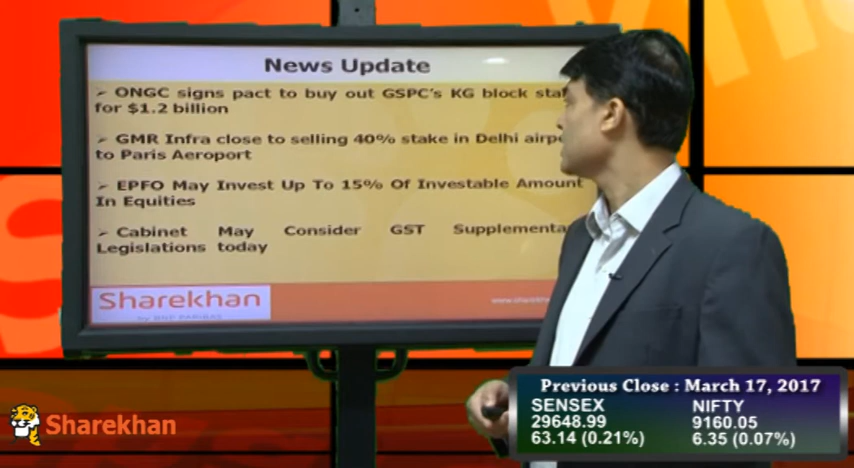 News Update
➢ ONGC signs pact to buy out GSPC's KG block
for $1.2 billion
➢ GMR Infra close to selling 40% stake in Delhi
to Paris Aeroport
➢ EPFO May Invest Up To 15% Of Investable Amount
In Equities
➢ Cabinet May Consider GST
Legislations today
Sharekhan
by BNP PARIBAS
Sharekhan
Previous Close : March 17, 2017
SENSEX
29648.99
63.14 (0.21%)
NIFTY
9160.05
6.35 (0.07%)